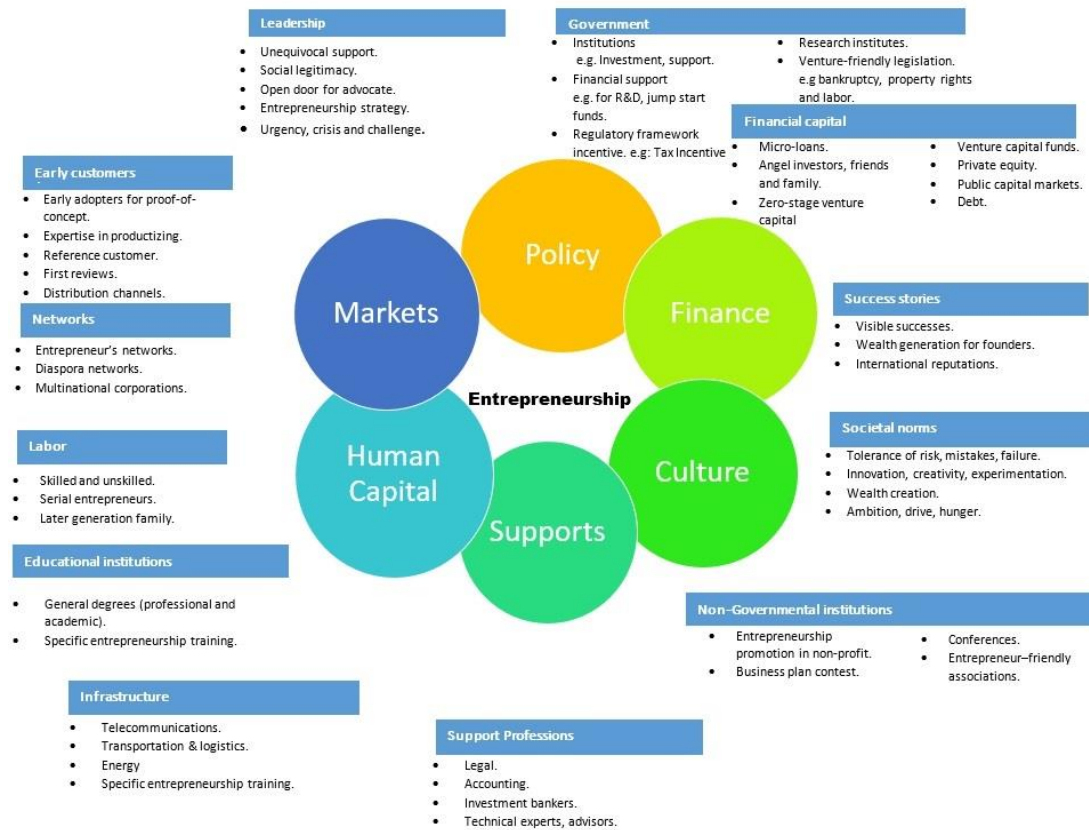 Leadership
• Unequivocal support.
• Social legitimacy.
• Open door for advocate.
• Entrepreneurship strategy.
• Urgency, crisis and challenge.
Government
• Institutions
e.g. Investment, support.
• Financial support
e.g. for R&D, jump start
funds.
• Regulatory framework
incentive. e.g: Tax Incentive
• Research institutes.
• Venture-friendly legislation.
e.g bankruptcy, property rights
and labor.
Financial capital
• Micro-loans.
• Angel investors, friends
and family.
• Zero-stage venture
capital
• Venture capital funds.
• Private equity.
• Public capital markets.
• Debt.
Early customers
• Early adopters for proof-of-
concept.
• Expertise in productizing.
• Reference customer.
• First reviews.
• Distribution channels.
Policy
Markets
Finance
Networks
• Entrepreneur's networks.
• Diaspora networks.
• Multinational corporations.
Success stories
• Visible successes.
• Wealth generation for founders.
• International reputations.
Entrepreneurship
Labor
• Skilled and unskilled.
• Serial entrepreneurs.
• Later generation family.
Human
Capital
Culture
Supports
Societal norms
• Tolerance of risk, mistakes, failure.
• Innovation, creativity, experimentation.
• Wealth creation.
• Ambition, drive, hunger.
Educational institutions
• General degrees (professional and
academic).
• Specific entrepreneurship training.
Non–Governmental institutions
• Entrepreneurship
promotion in non-profit.
• Business plan contest.
• Conferences.
• Entrepreneur–friendly
associations.
Infrastructure
• Telecommunications.
• Transportation & logistics.
• Energy
• Specific entrepreneurship training.
Support Professions
• Legal.
• Accounting.
• Investment bankers.
• Technical experts, advisors.